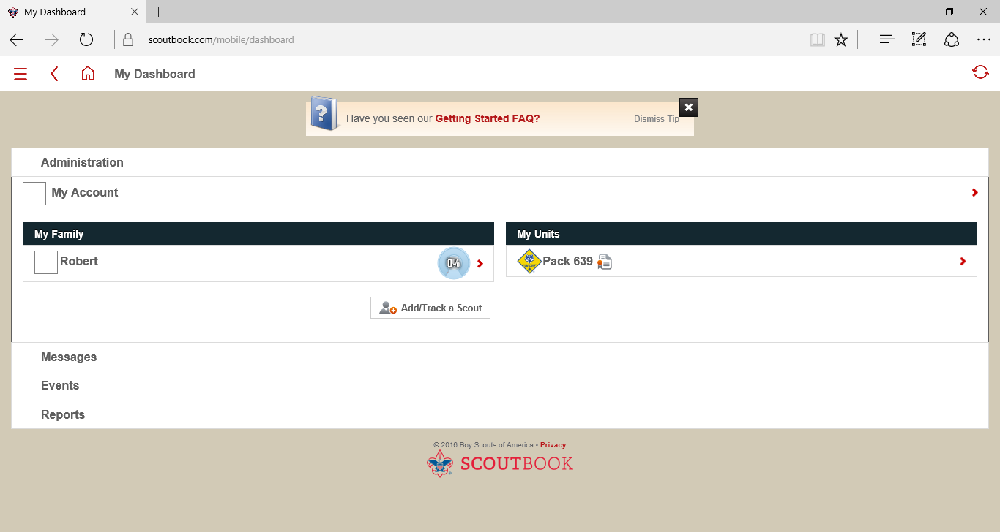 My Dashboard
scoutbook.com/mobile/dashboard
My Dashboard
?
Have you seen our Getting Started FAQ?
Dismiss Tip
Administration
My Account
My Family
My Units
Robert
0%
Pack 639
Add/Track a Scout
Messages
Events
Reports
© 2016 Boy Scouts of America • Privacy
SCOUTBOOK